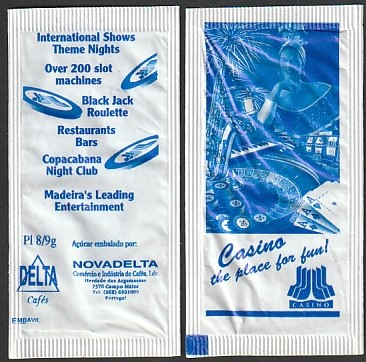 International Shows
Theme Nights
Over 200 slot
machines
Black Jack
Roulette
Restaurants
Bars
Copacabana
Night Club
Madeira's Leading
Entertainment
Pl 8/9g
Açúcar embalado por:
DELTA
Cafés
NOVADELTA
Comércio e Indústria de Cafés, Lda
Herdade das Argamassas
7370 Campo Maior
Portugal
EMBAVIL
Casino
the place for fun!
CASINO